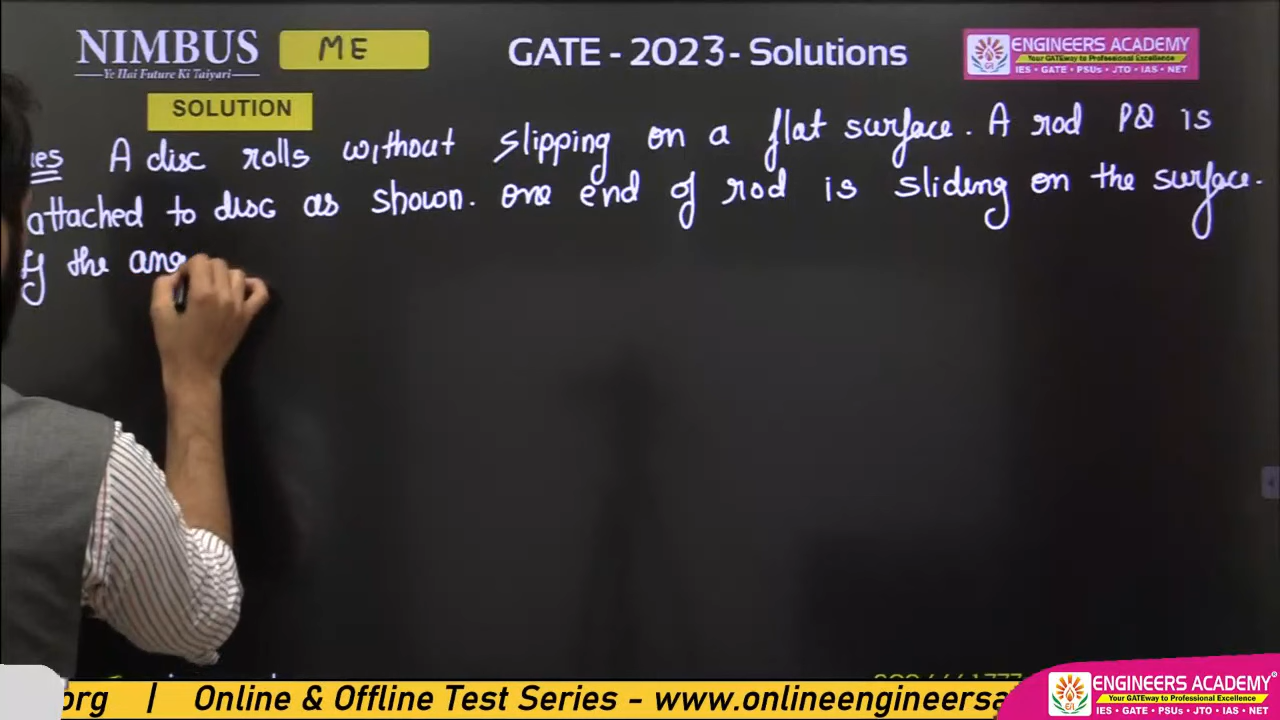 NIMBUS
Ye Hai Future Ki Taiyari
ME
GATE - 2023 - Solutions
ENGINEERS ACADEMY
Your GATEway to Professional Excellence
IES • GATE • PSUs • JTO • IAS • NET
SOLUTION
A disc rolls without slipping on a flat surface. A rod PQ is
attached to disc as shown. one end of rod is sliding on the surface.
If the ang
org | Online & Offline Test Series - www.onlineengineersa
ENGINEERS ACADEMY
Your GATEway to Professional Excellence
IES • GATE • PSUs • JTO • IAS • NET